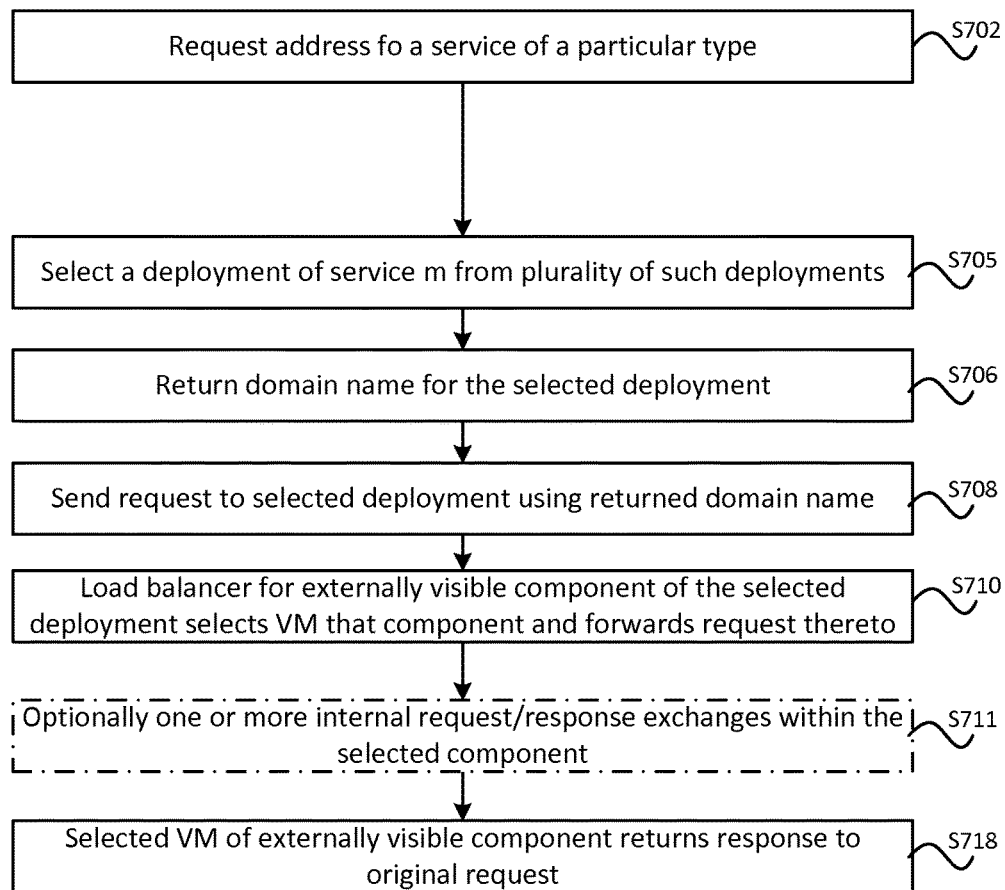 Request address fo a service of a particular type
S702
Select a deployment of service m from plurality of such deployments
S705
Return domain name for the selected deployment
S706
Send request to selected deployment using returned domain name
S708
Load balancer for externally visible component of the selected
deployment selects VM that component and forwards request thereto
S710
Optionally one or more internal request/response exchanges within the
selected component
S711
Selected VM of externally visible component returns response to
original request
S718